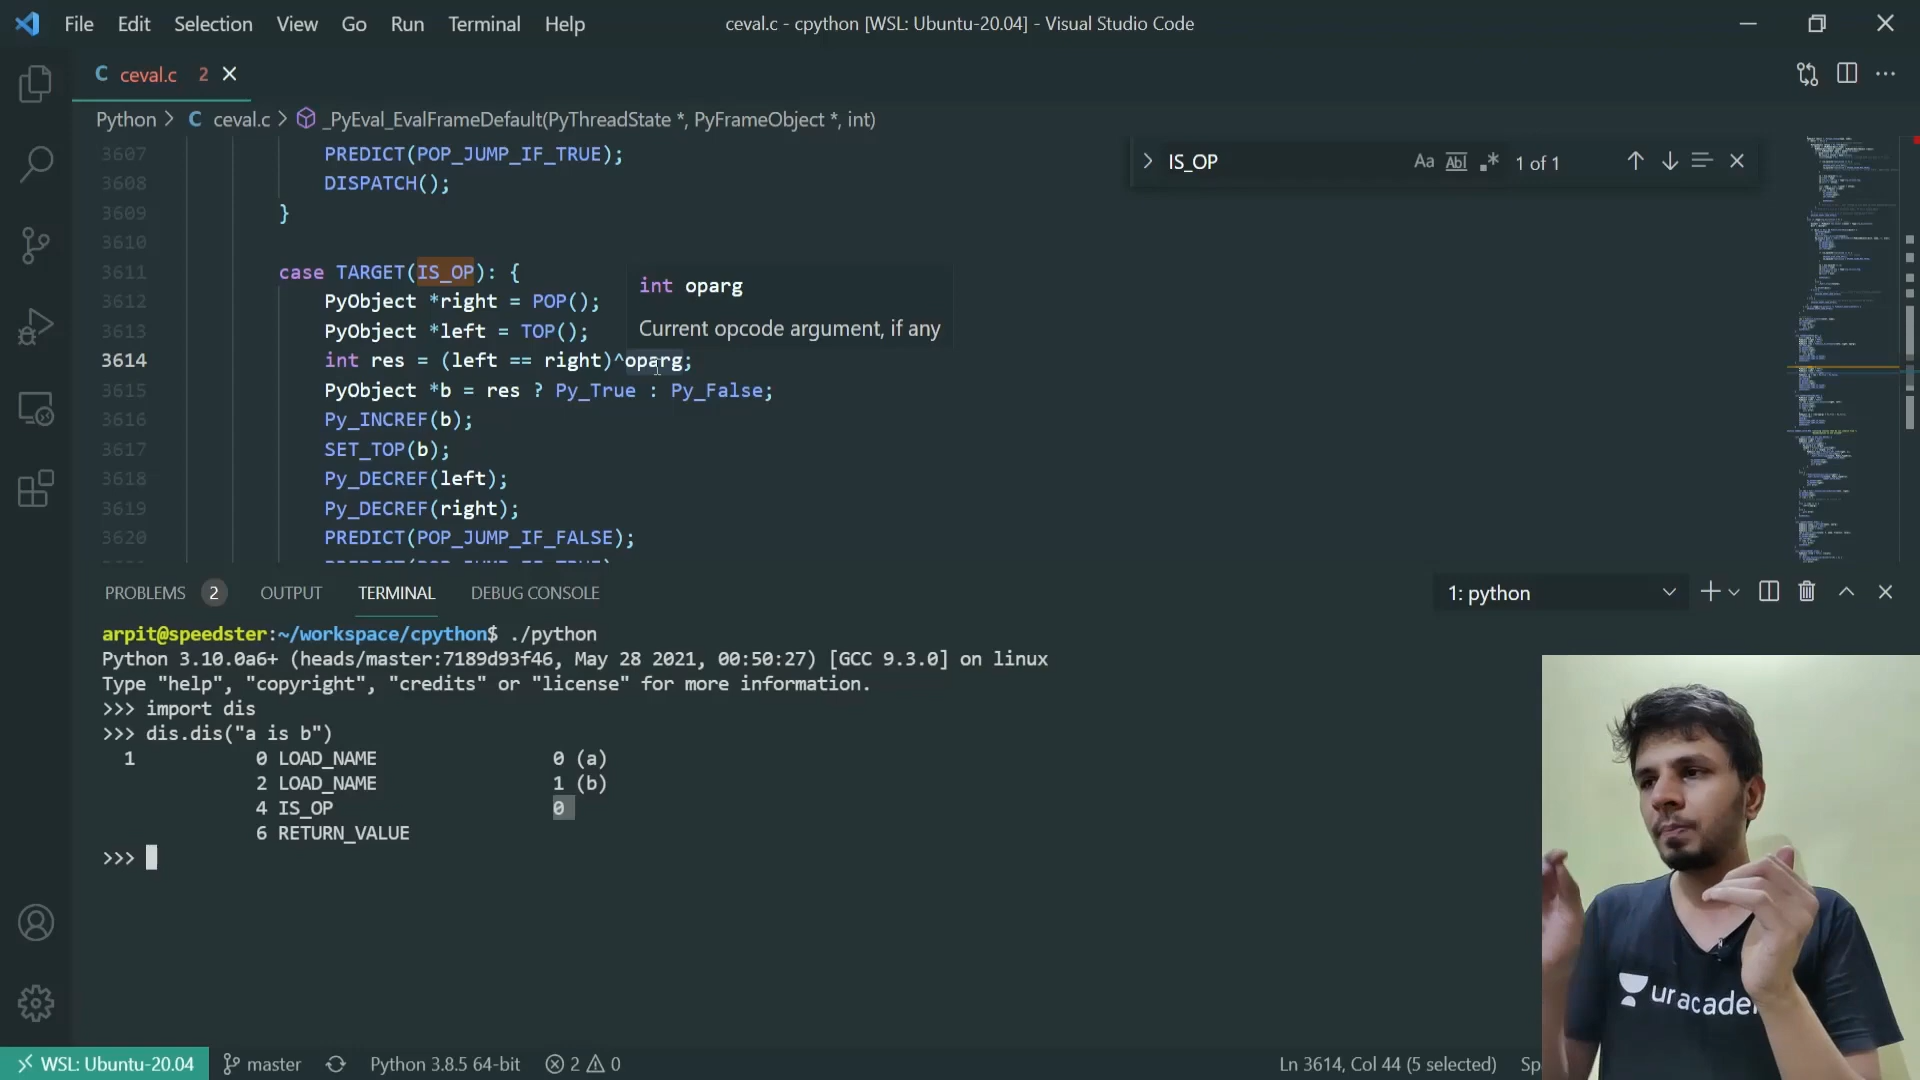 File Edit Selection View Go Run Terminal Help ceval.c - cpython [WSL: Ubuntu-20.04] - Visual Studio Code
C ceval.c 2
Python > C ceval.c > _PyEval_EvalFrameDefault(PyThreadState *, PyFrameObject *, int)
IS_OP Aa Abl .* 1 of 1
3607 PREDICT(POP_JUMP_IF_TRUE);
3608 DISPATCH();
3609 }
3610
3611 case TARGET(IS_OP): {
3612 PyObject *right = POP();
3613 PyObject *left = TOP();
3614 int res = (left == right)^oparg;
3615 PyObject *b = res ? Py_True : Py_False;
3616 Py_INCREF(b);
3617 SET_TOP(b);
3618 Py_DECREF(left);
3619 Py_DECREF(right);
3620 PREDICT(POP_JUMP_IF_FALSE);
int oparg
Current opcode argument, if any
PROBLEMS 2 OUTPUT TERMINAL DEBUG CONSOLE 1: python
arpit@speedster:~/workspace/cpython$ ./python
Python 3.10.0a6+ (heads/master:7189d93f46, May 28 2021, 00:50:27) [GCC 9.3.0] on linux
Type "help", "copyright", "credits" or "license" for more information.
>>> import dis
>>> dis.dis("a is b")
1 0 LOAD_NAME 0 (a)
2 LOAD_NAME 1 (b)
4 IS_OP 0
6 RETURN_VALUE
>>>
WSL: Ubuntu-20.04 master Python 3.8.5 64-bit 2 0 Ln 3614, Col 44 (5 selected) Sp